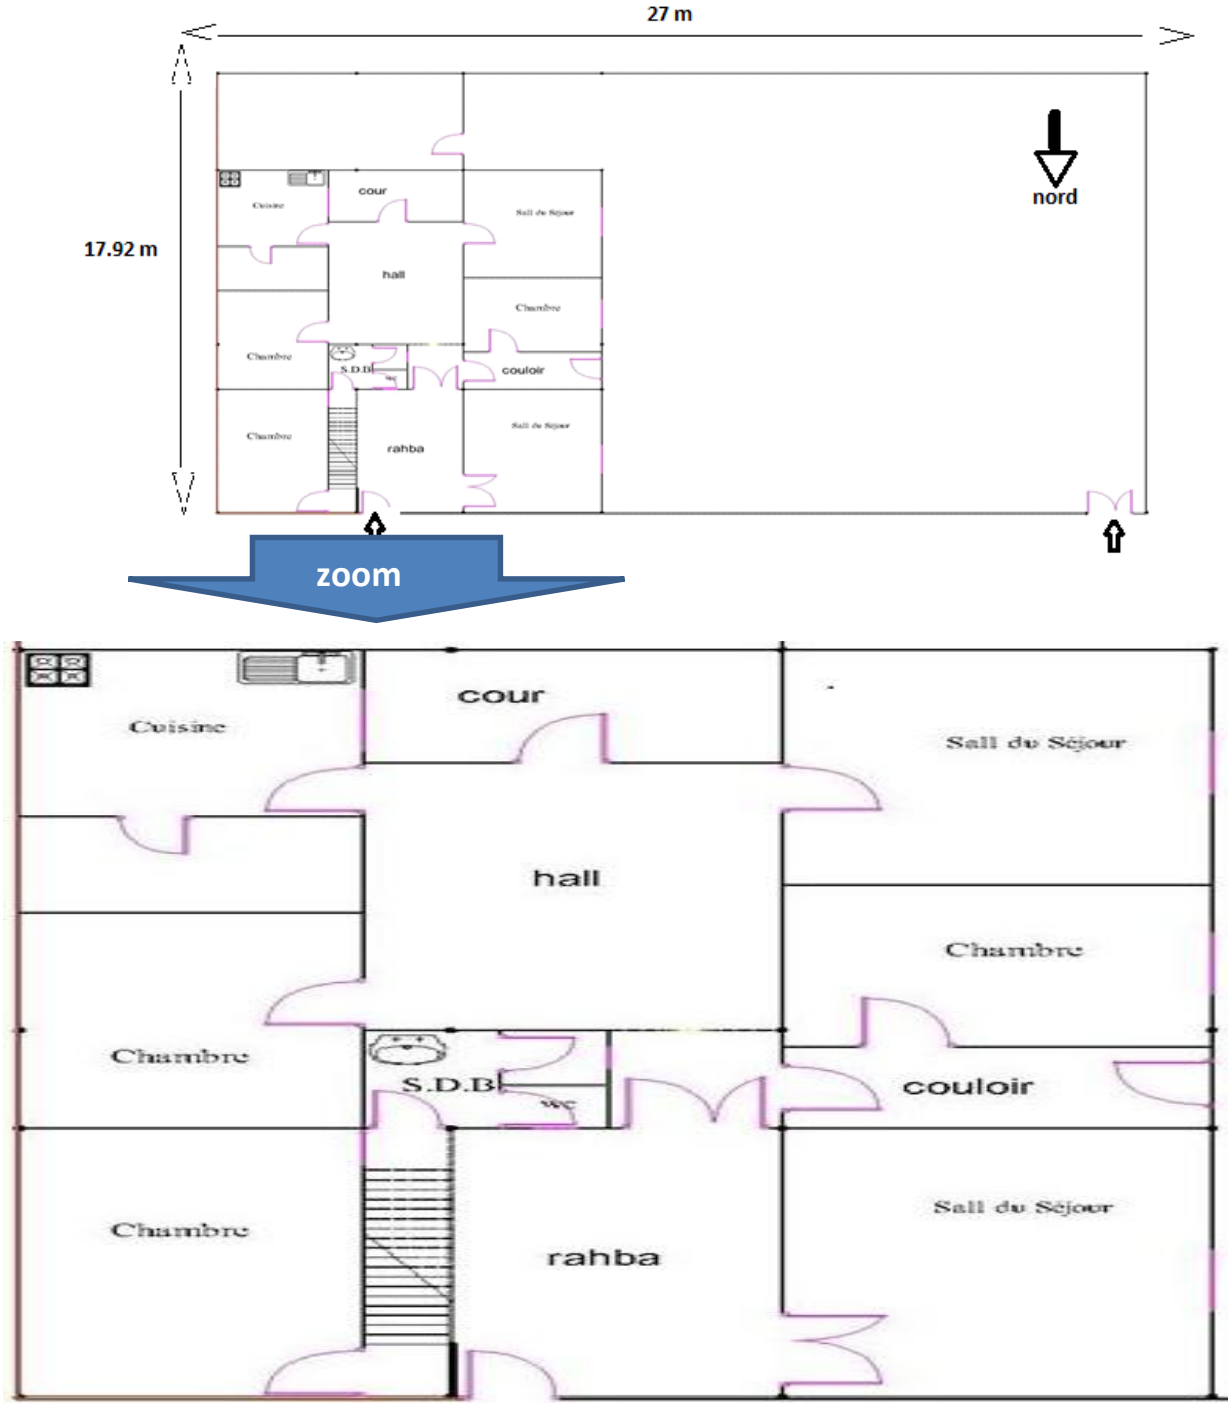 27 m
nord
17.92 m
cour
Cuisine
Sall du Séjour
hall
Chambre
Chambre
S.D.B
wc
couloir
Chambre
Sall du Séjour
rahba
zoom
cour
Cuisine
Sall du Séjour
hall
Chambre
Chambre
S.D.B
wc
couloir
Sall du Séjour
Chambre
rahba